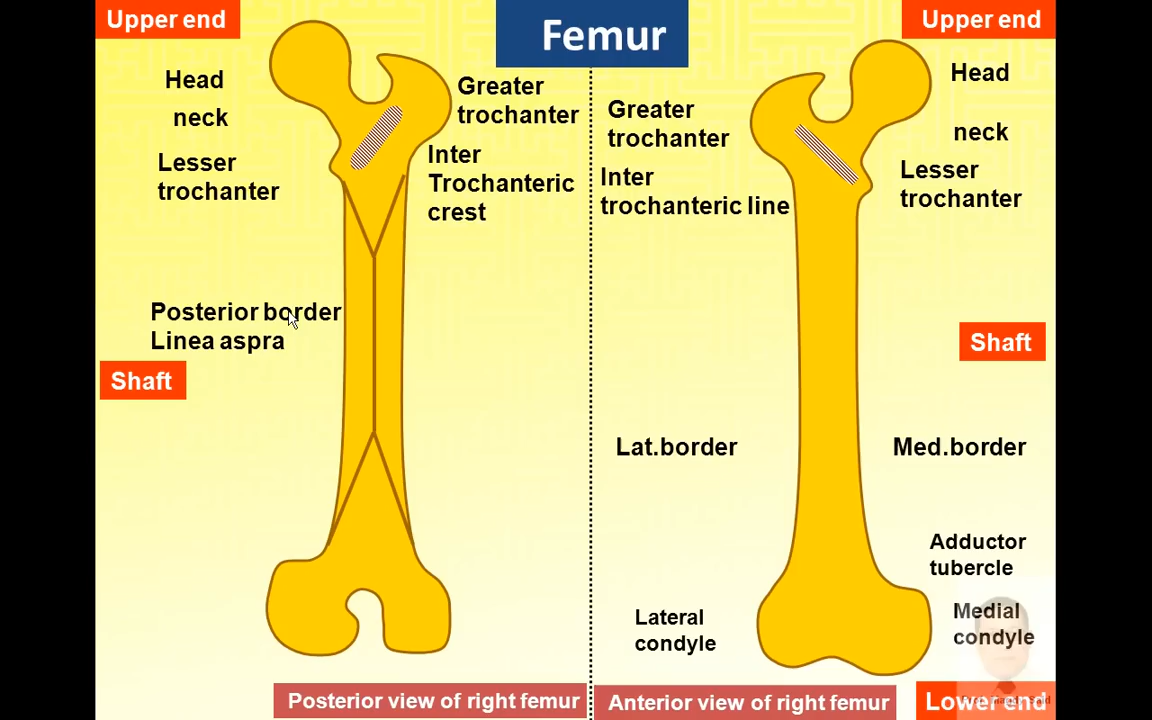 Femur
Upper end
Head
neck
Lesser
trochanter
Greater
trochanter
Inter
Trochanteric
crest
Posterior border
Linea aspra
Shaft
Posterior view of right femur
Upper end
Head
neck
Greater
trochanter
Inter
trochanteric line
Lesser
trochanter
Shaft
Lat.border
Med.border
Adductor
tubercle
Lateral
condyle
Medial
condyle
Anterior view of right femur
Lower end